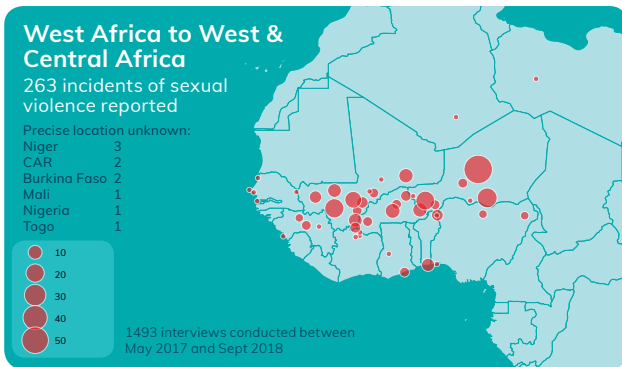 West Africa to West &
Central Africa
263 incidents of sexual
violence reported
Precise location unknown:
Niger 3
CAR 2
Burkina Faso 2
Mali 1
Nigeria 1
Togo 1
10
20
30
40
50
1493 interviews conducted between
May 2017 and Sept 2018